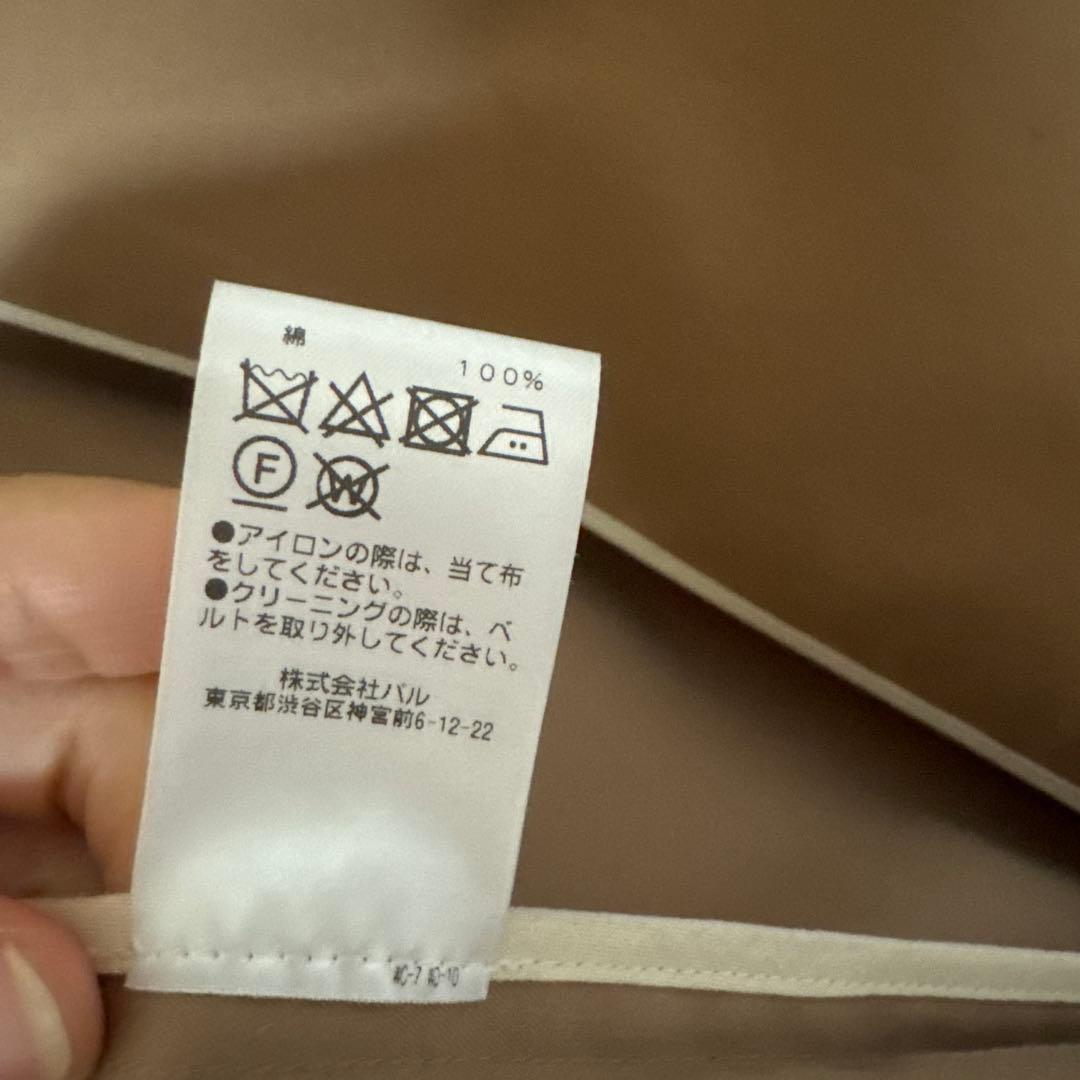 綿
100%
F W
●アイロンの際は、当て布
をしてください。
●クリーニングの際は、ベ
ルトを取り外してください。
株式会社パル
東京都渋谷区神宮前6-12-22